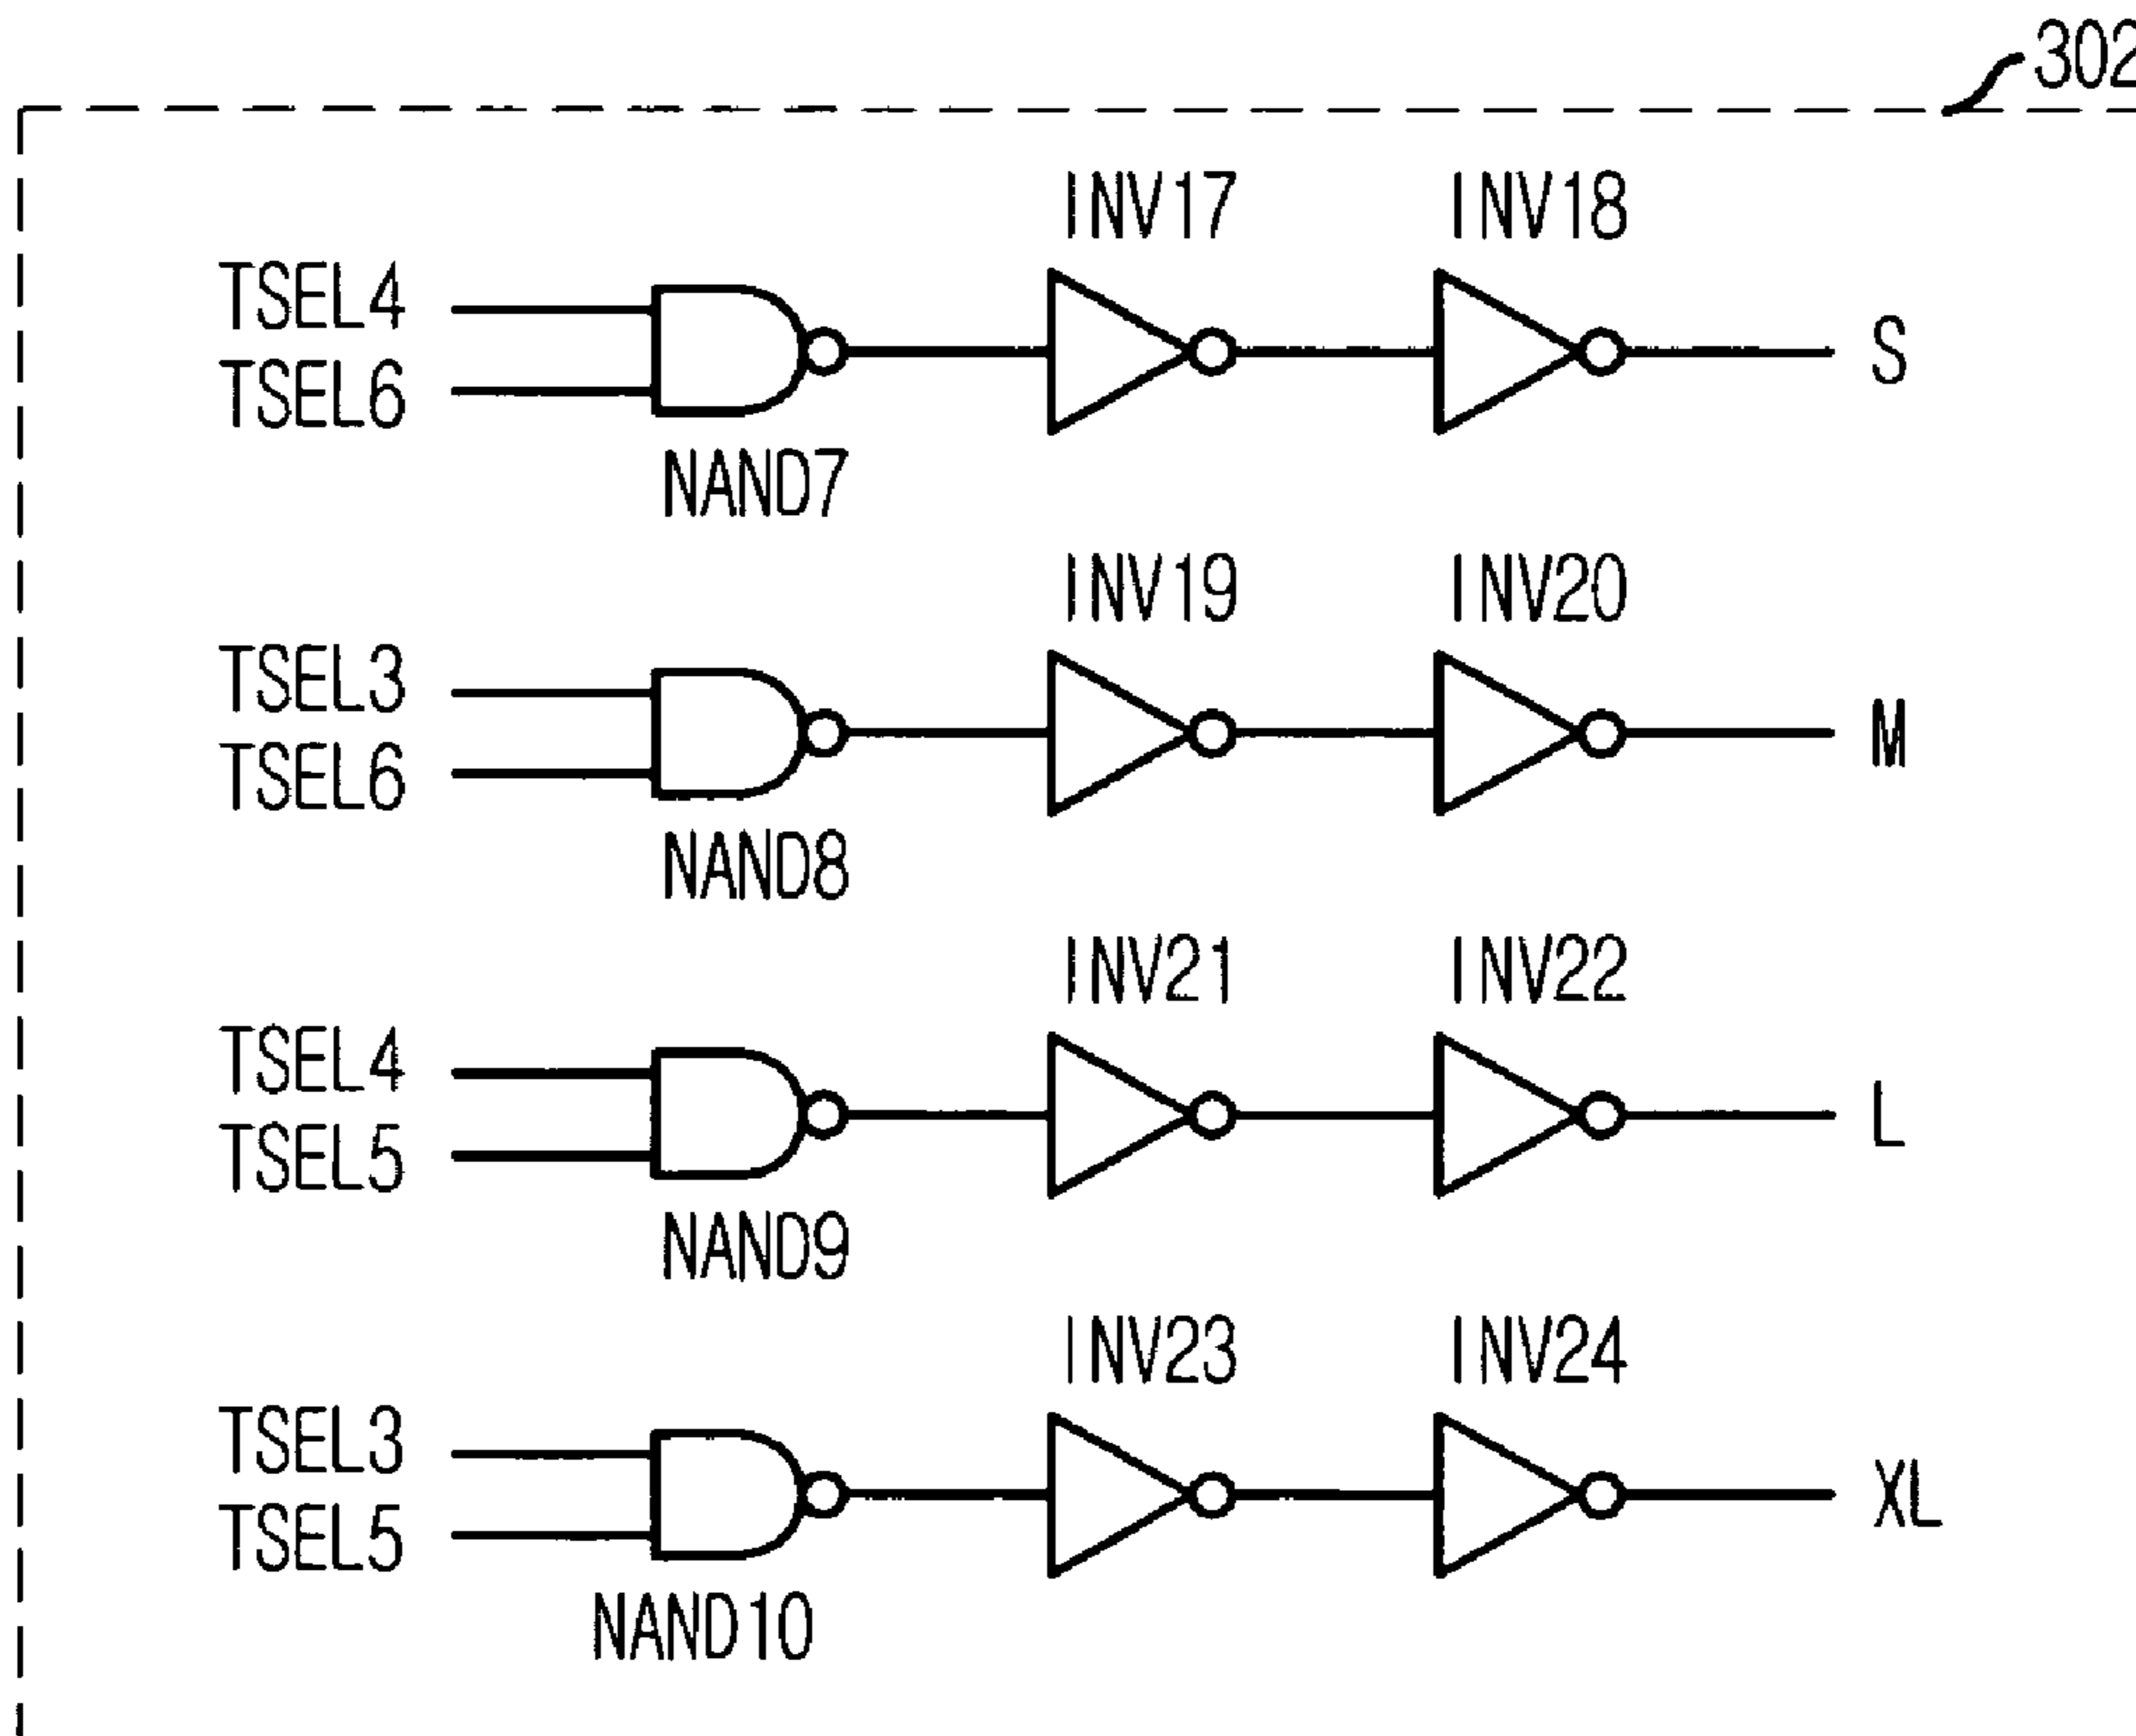 302
INV17 INV18
TSEL4
TSEL6
S
NAND7
INV19 INV20
TSEL3
TSEL6
M
NAND8
INV21 INV22
TSEL4
TSEL5
L
NAND9
INV23 INV24
TSEL3
TSEL5
XL
NAND10